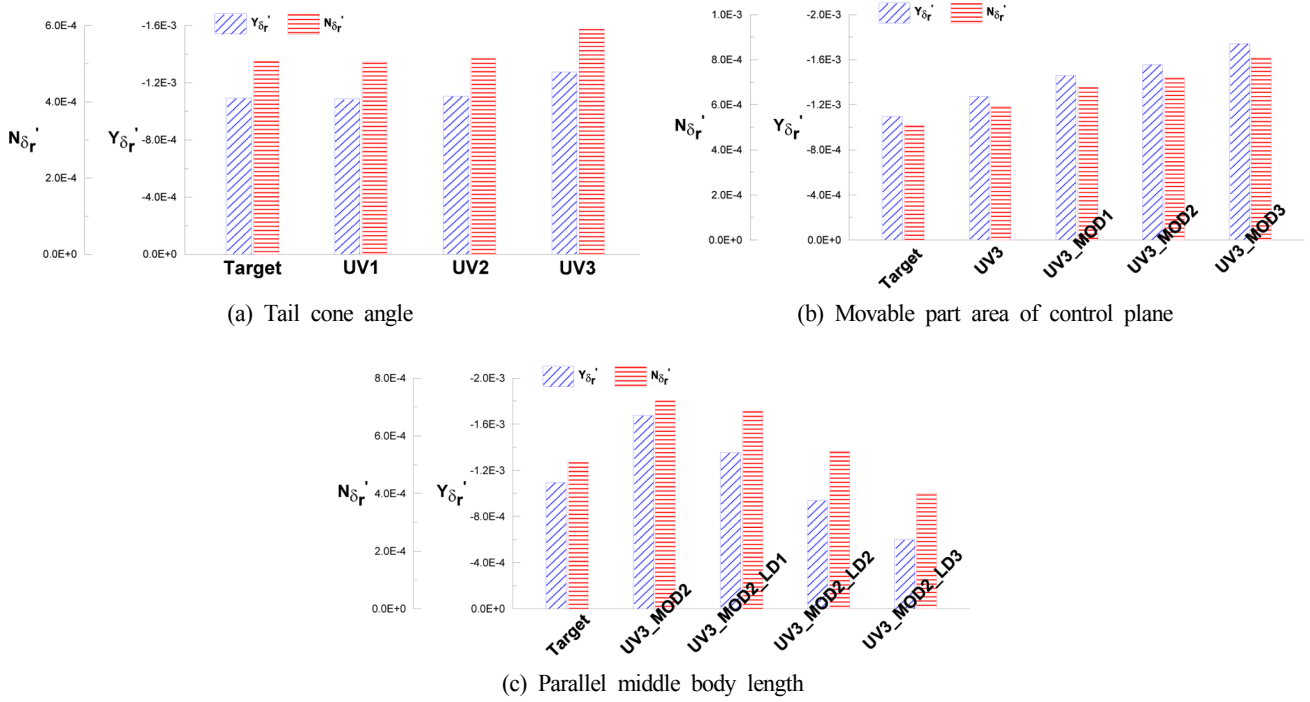 Yδr' Nδr'
6.0E-4 -1.6E-3
-1.2E-3
4.0E-4
Nδr' Yδr' -8.0E-4
2.0E-4
-4.0E-4
0.0E+0 0.0E+0
Target UV1 UV2 UV3
(a) Tail cone angle
Yδr' Nδr'
1.0E-3 -2.0E-3
8.0E-4 -1.6E-3
6.0E-4 -1.2E-3
Nδr' Yδr'
4.0E-4 -8.0E-4
2.0E-4 -4.0E-4
0.0E+0 0.0E+0
Target UV3 UV3_MOD1 UV3_MOD2 UV3_MOD3
(b) Movable part area of control plane
Yδr' Nδr'
8.0E-4 -2.0E-3
-1.6E-3
6.0E-4
-1.2E-3
Nδr' 4.0E-4 Yδr'
-8.0E-4
2.0E-4 -4.0E-4
0.0E+0 0.0E+0
Target UV3_MOD2 UV3_MOD2_LD1 UV3_MOD2_LD2 UV3_MOD2_LD3
(c) Parallel middle body length